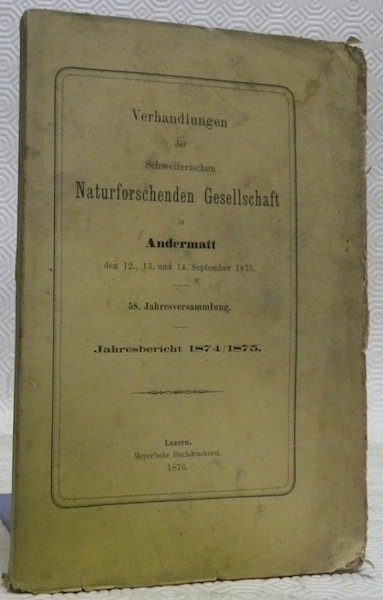 Verhandlungen
der
Schweizerischen
Naturforschenden Gesellschaft
in
Andermatt
den 12., 13. und 14. September 1875.
58. Jahresversammlung.
Jahresbericht 1874/1875.
Luzern.
Meyer'sche Buchdruckerei.
1876.